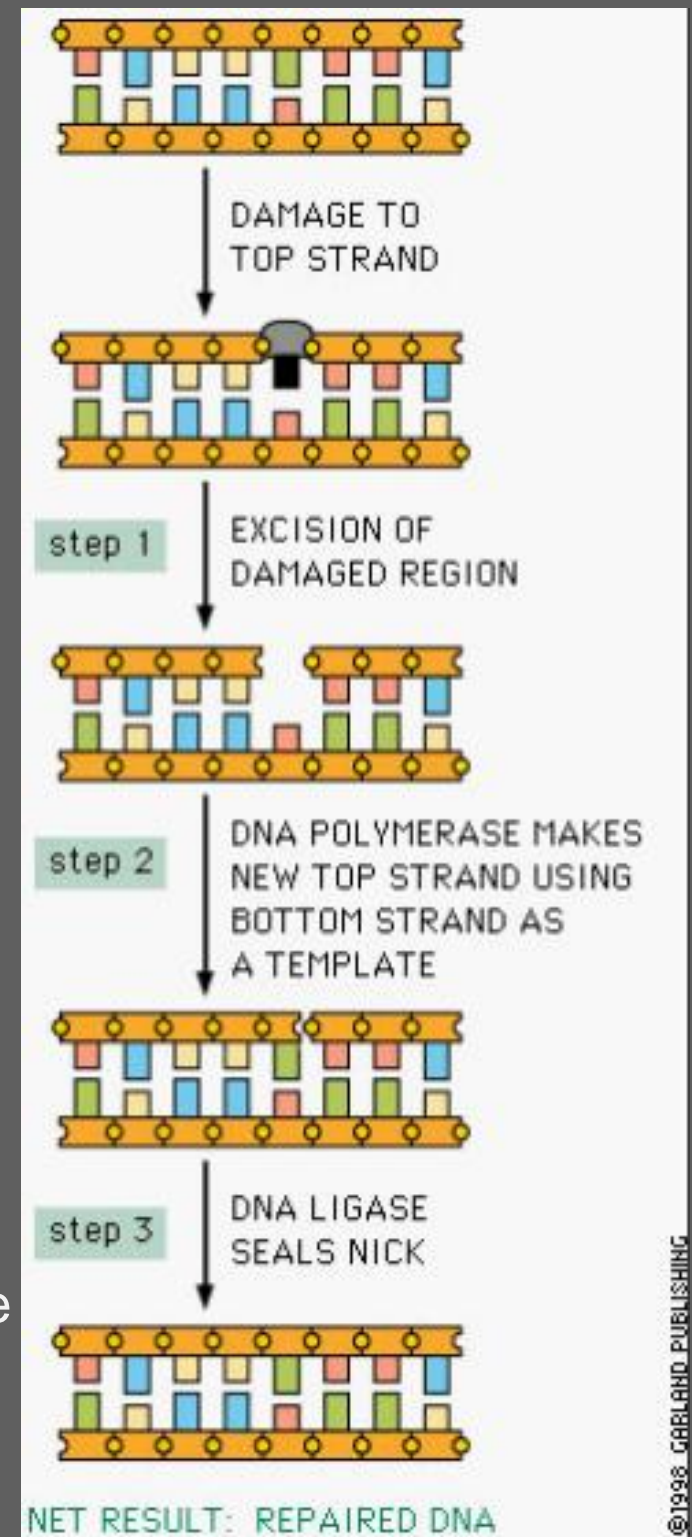 DAMAGE TO
TOP STRAND
step 1
EXCISION OF
DAMAGED REGION
step 2
DNA POLYMERASE MAKES
NEW TOP STRAND USING
BOTTOM STRAND AS
A TEMPLATE
step 3
DNA LIGASE
SEALS NICK
e
NET RESULT: REPAIRED DNA
©1998 GARLAND PUBLISHING